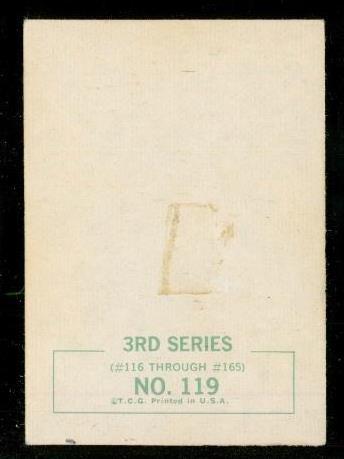 3RD SERIES
(#116 THROUGH #165)
NO. 119
©T.C.G. Printed in U.S.A.